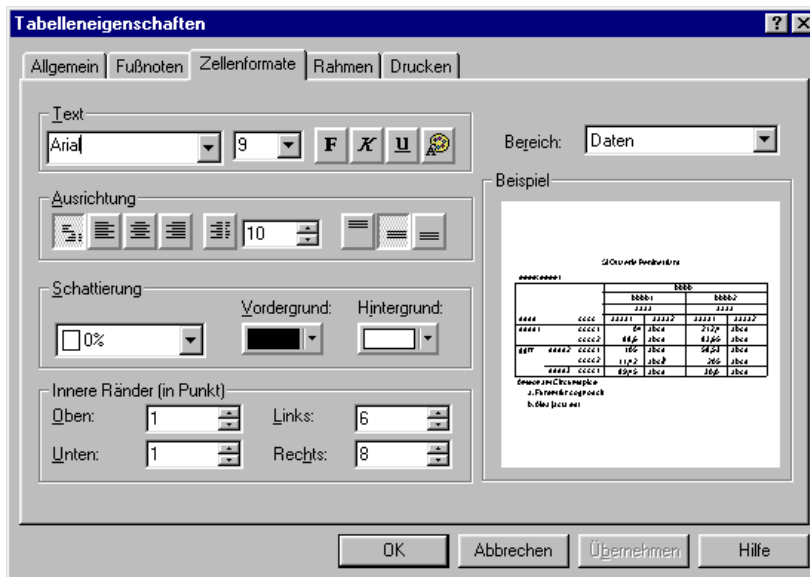 Tabelleneigenschaften
Allgemein Fußnoten Zellenformate Rahmen Drucken
Text
Arial 9 F K U A
Bereich: Daten
Ausrichtung
10
Schattierung
Vordergrund: Hintergrund:
0%
Innere Ränder (in Punkt)
Oben: 1 Links: 6
Unten: 1 Rechts: 8
Beispiel
OK Abbrechen Übernehmen Hilfe